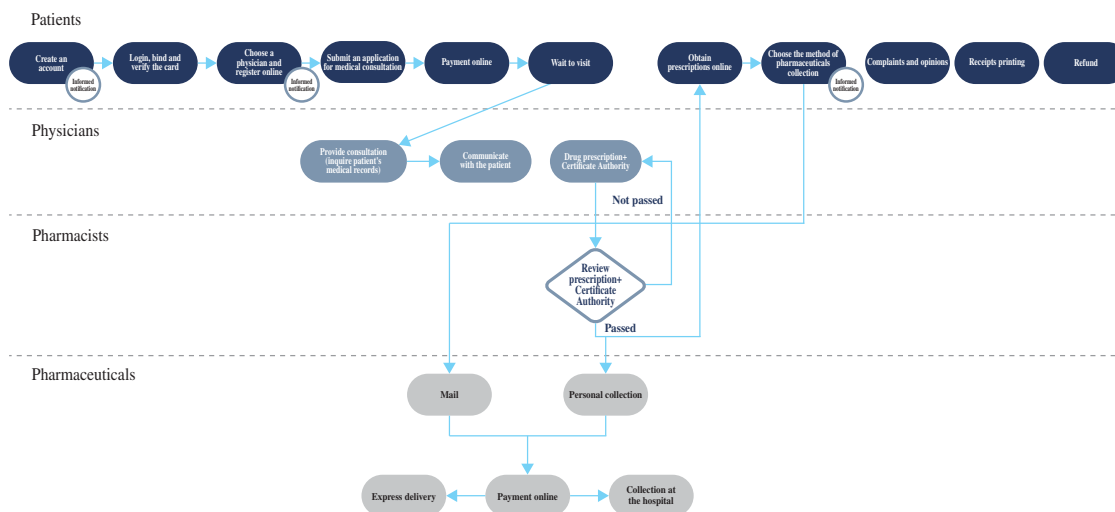 Patients
Create an
account
Informed
notification
Login, bind and
verify the card
Choose a
physician and
register online
Informed
notification
Submit an application
for medical consultation
Payment online
Wait to visit
Obtain
prescriptions online
Choose the method of
pharmaceuticals
collection
Informed
notification
Complaints and opinions
Receipts printing
Refund
Physicians
Provide consultation
(inquire patient's
medical records)
Communicate
with the patient
Drug prescription+
Certificate Authority
Not passed
Pharmacists
Review
prescription+
Certificate
Authority
Passed
Pharmaceuticals
Mail
Personal collection
Express delivery
Payment online
Collection at
the hospital